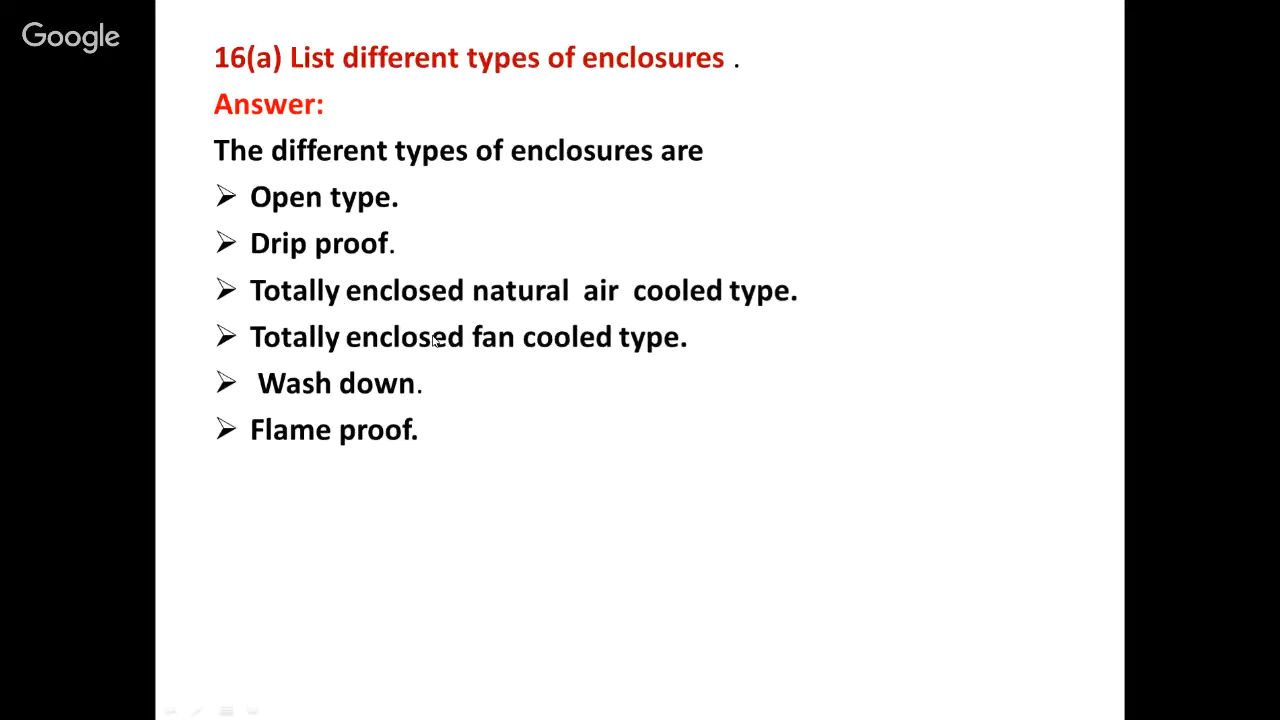 Google
16(a) List different types of enclosures .
Answer:
The different types of enclosures are
➢ Open type.
➢ Drip proof.
➢ Totally enclosed natural air cooled type.
➢ Totally enclosed fan cooled type.
➢ Wash down.
➢ Flame proof.